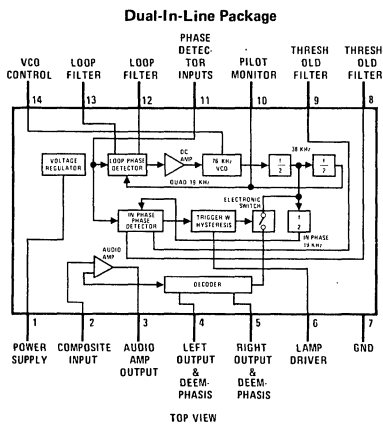 Dual-In-Line Package
VCO
CONTROL
LOOP
FILTER
LOOP
FILTER
PHASE
DETEC-
TOR
INPUTS
PILOT
MONITOR
THRESH
OLD
FILTER
THRESH
OLD
FILTER
14 13 12 11 10 9 8
VOLTAGE
REGULATOR
LOOP PHASE
DETECTOR
DC
AMP
76 KHz
VCO
1
2
38 KHz
1
2
QUAD 19 KHz
ELECTRONIC
SWITCH
IN PHASE
PHASE
DETECTOR
TRIGGER W
HYSTERESIS
1
2
IN PHASE
19 KHz
AUDIO
AMP
DECODER
1 2 3 4 5 6 7
POWER
SUPPLY
COMPOSITE
INPUT
AUDIO
AMP
OUTPUT
LEFT
OUTPUT
&
DEEM-
PHASIS
RIGHT
OUTPUT
&
DEEM-
PHASIS
LAMP
DRIVER
GND
TOP VIEW